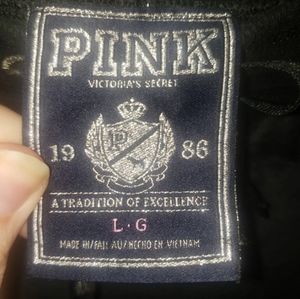 PINK
VICTORIA'S SECRET
19 86
A TRADITION OF EXCELLENCE
L·G
MADE IN/FAIT AU/HECHO EN VIETNAM